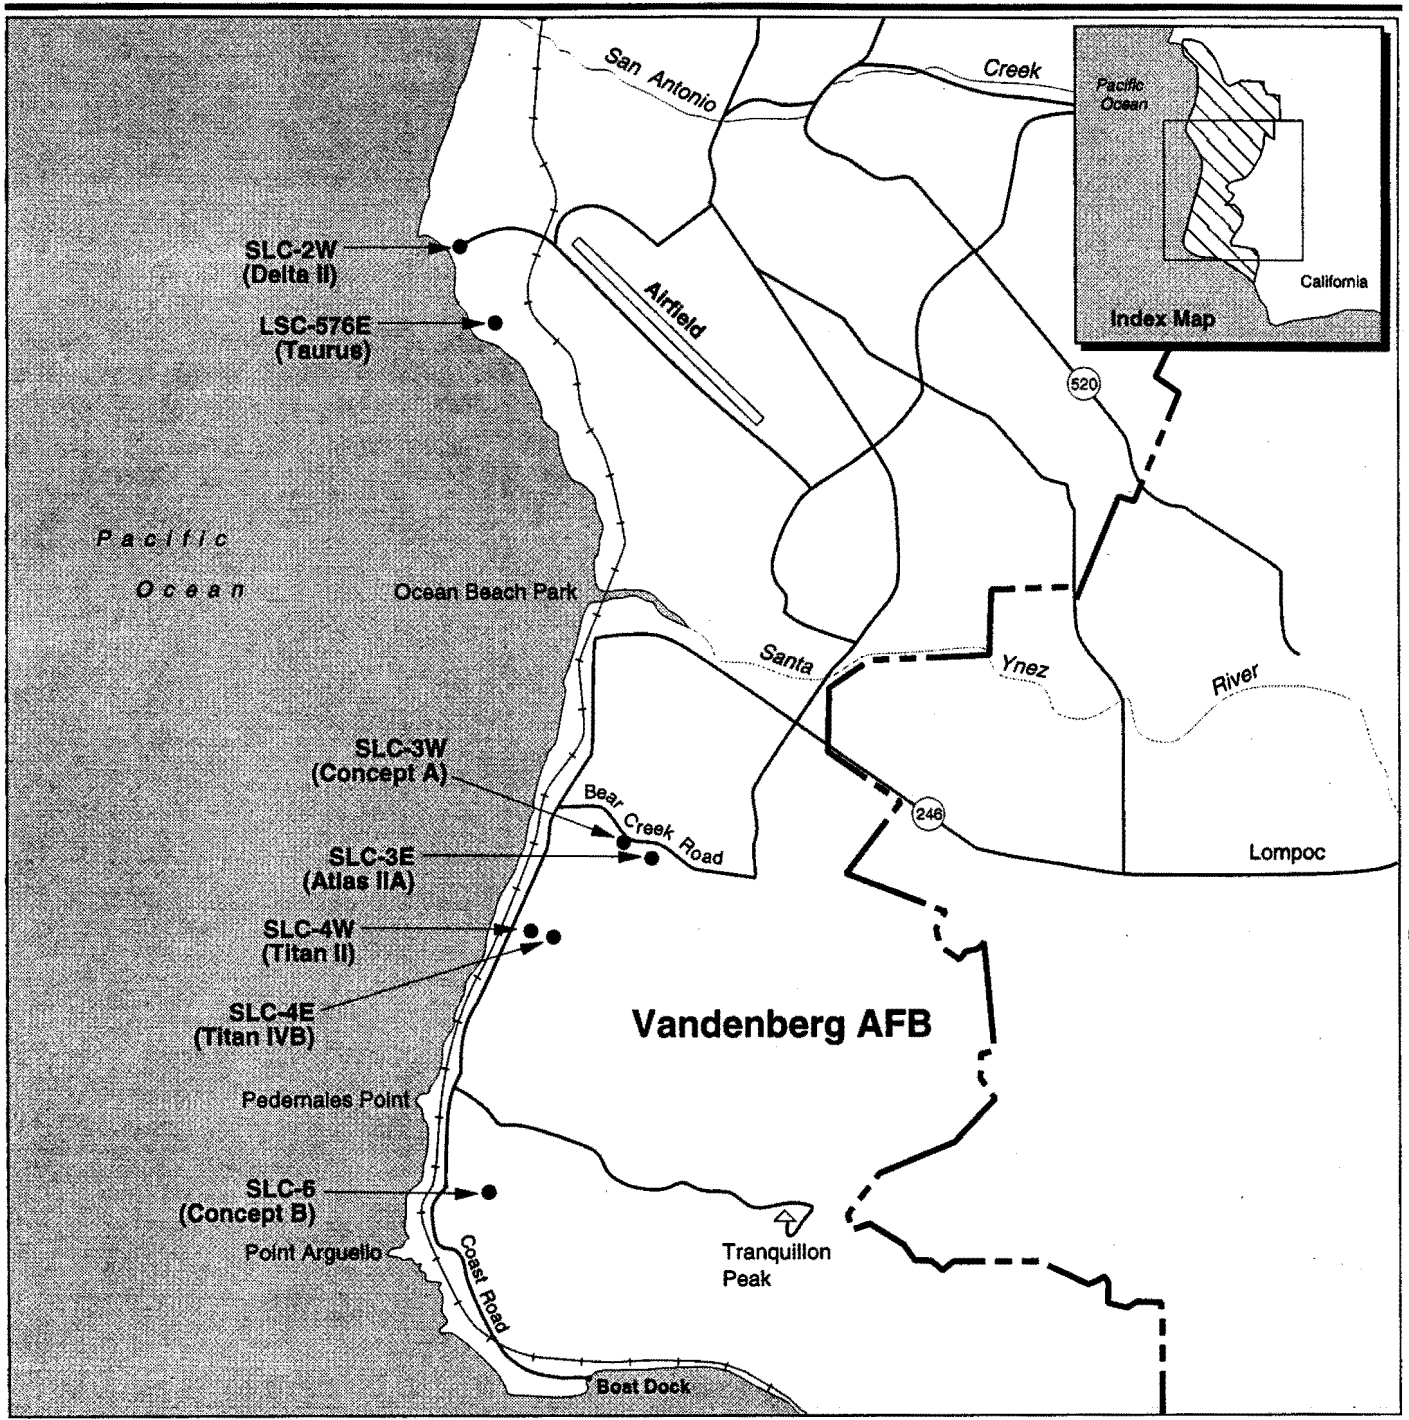 San Antonio
Creek
Pacific
Ocean
California
Index Map
SLC-2W
(Delta II)
LSC-576E
(Taurus)
Airfield
520
Pacific
Ocean
Ocean Beach Park
Santa
Ynez
River
SLC-3W
(Concept A)
Bear Creek Road
246
Lompoc
SLC-3E
(Atlas IIA)
SLC-4W
(Titan II)
SLC-4E
(Titan IVB)
Vandenberg AFB
Pedernales Point
SLC-6
(Concept B)
Point Arguello
Coast Road
Tranquillon
Peak
Boat Dock